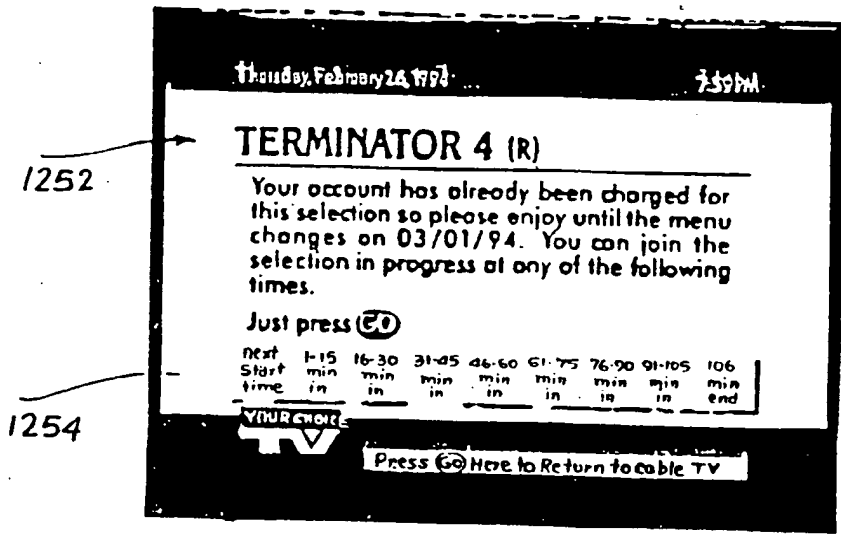 Thursday, February 26, 1998 7:59PM
TERMINATOR 4 (R)
1252
Your account has already been charged for
this selection so please enjoy until the menu
changes on 03/01/94. You can join the
selection in progress at any of the following
times.
Just press GO
next 1-15 16-30 31-45 46-60 61-75 76-90 91-105 106
start min min min min min min min min
time in in in in in in in end
1254
YOUR CHOICE
TV
Press GO Here to Return to cable TV